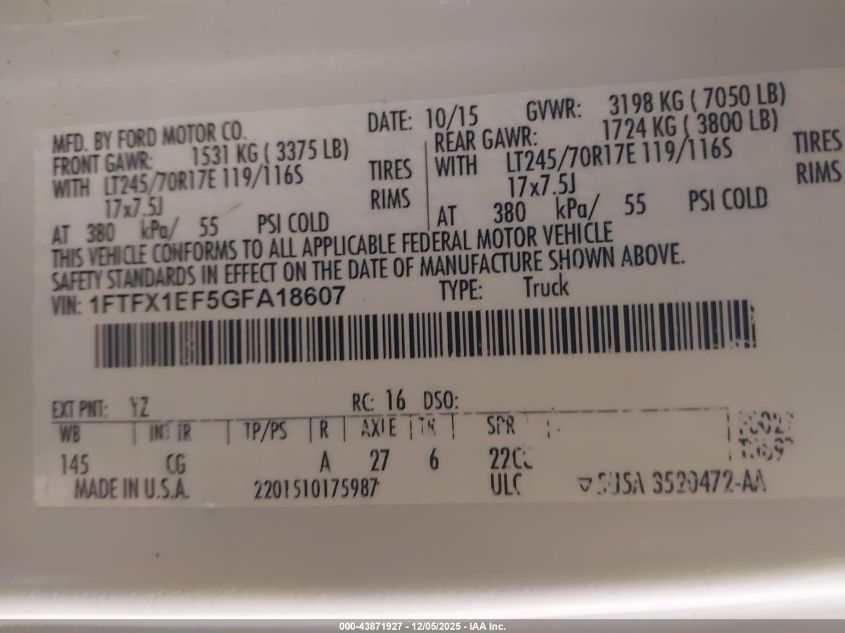 MFD. BY FORD MOTOR CO. DATE: 10/15 GVWR: 3198 KG ( 7050 LB)
FRONT GAWR: 1531 KG ( 3375 LB) REAR GAWR: 1724 KG ( 3800 LB)
WITH LT245/70R17E 119/116S TIRES WITH LT245/70R17E 119/116S TIRES
17x7.5J RIMS 17x7.5J RIMS
AT 380 kPa/ 55 PSI COLD AT 380 kPa/ 55 PSI COLD
THIS VEHICLE CONFORMS TO ALL APPLICABLE FEDERAL MOTOR VEHICLE
SAFETY STANDARDS IN EFFECT ON THE DATE OF MANUFACTURE SHOWN ABOVE.
VIN: 1FTFX1EF5GFA18607 TYPE: Truck
EXT PNT: YZ RC: 16 DSO:
WB INT TR TP/PS R AXLE TR SPR
145 CG A 27 6
MADE IN U.S.A. 2201510175987 3520472-AA
000-43871927 - 12/05/2025 - IAA Inc.